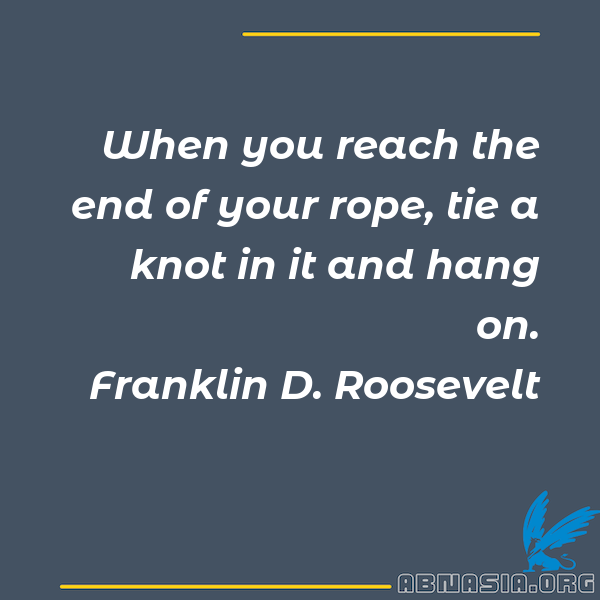 When you reach the
end of your rope, tie a
knot in it and hang
on.
Franklin D. Roosevelt
ABNASIA.ORG